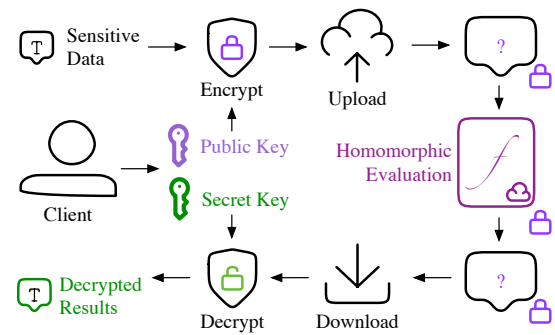 T
Sensitive
Data
Encrypt
Upload
?
Client
Public Key
Secret Key
Homomorphic
Evaluation
f
T
Decrypted
Results
Decrypt
Download
?